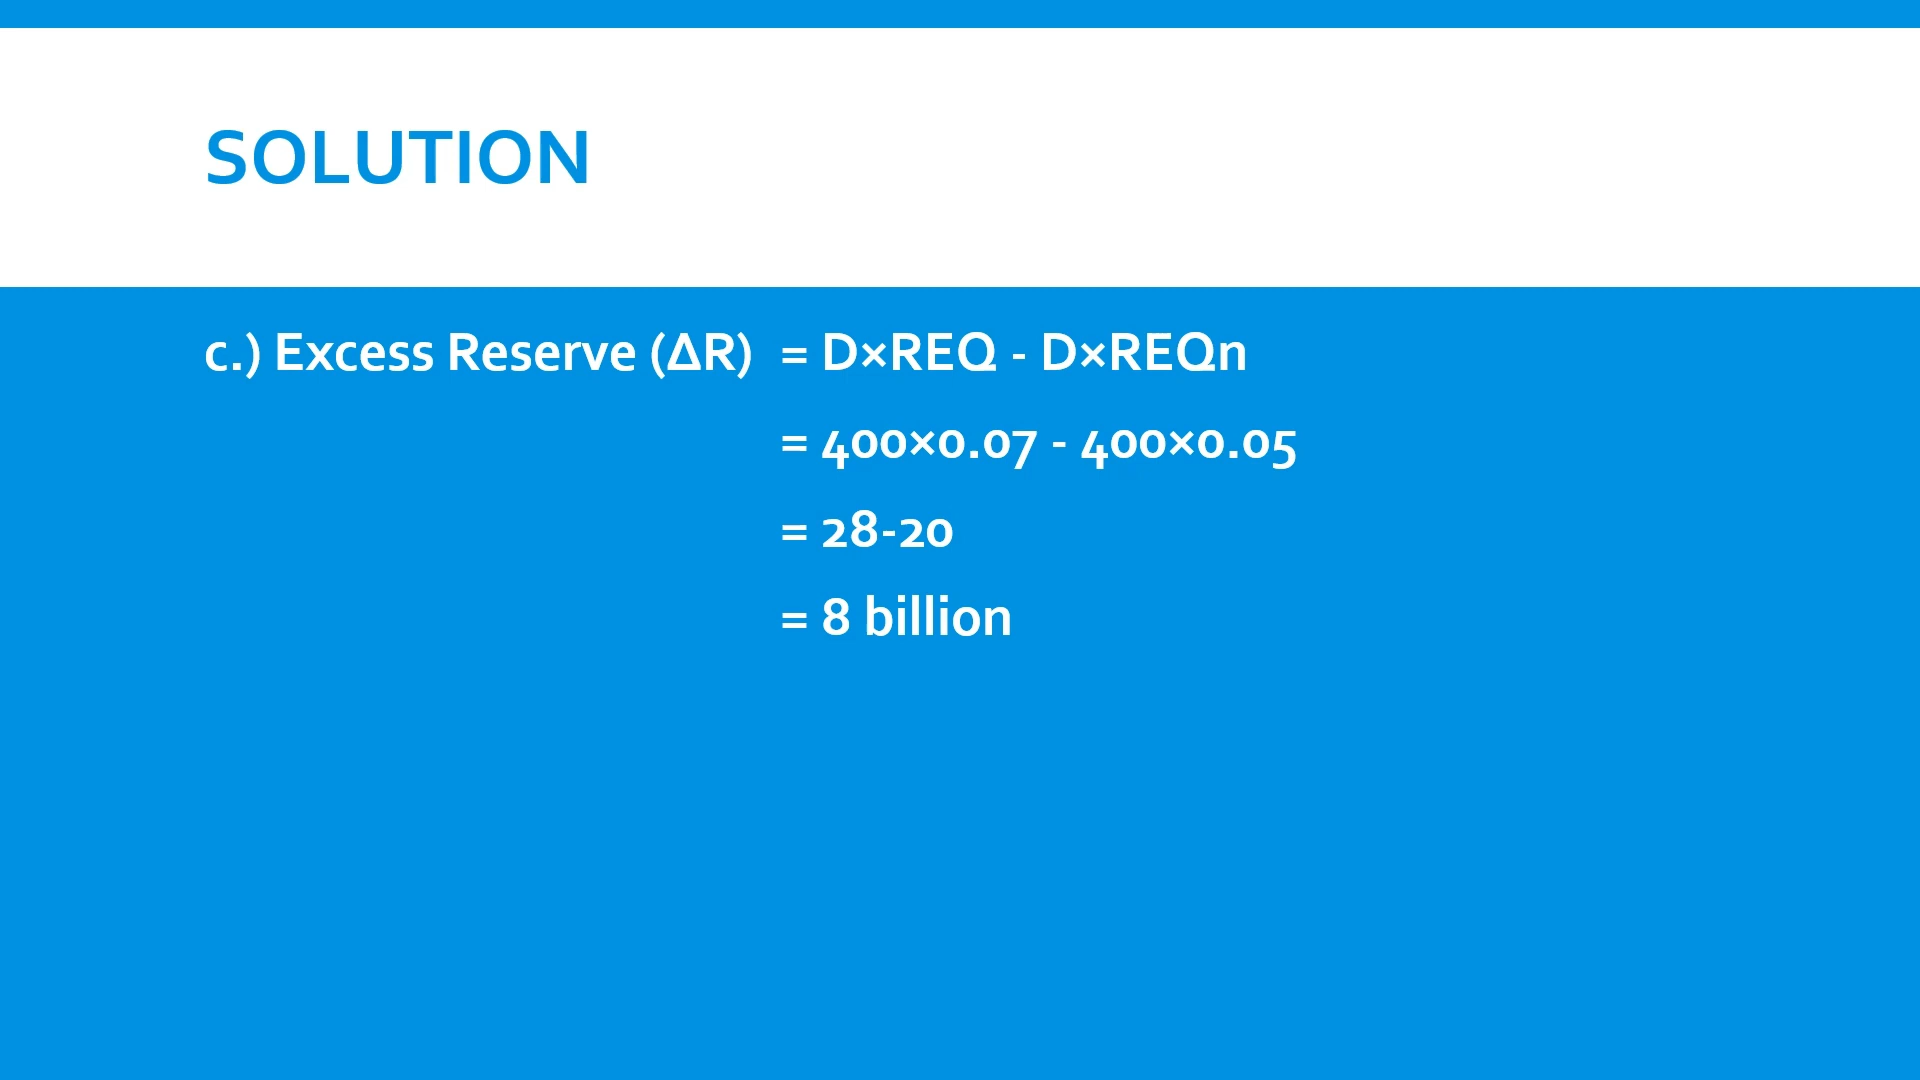 SOLUTION
c.) Excess Reserve (ΔR) = D×REQ - D×REQn
= 400×0.07 - 400×0.05
= 28-20
= 8 billion